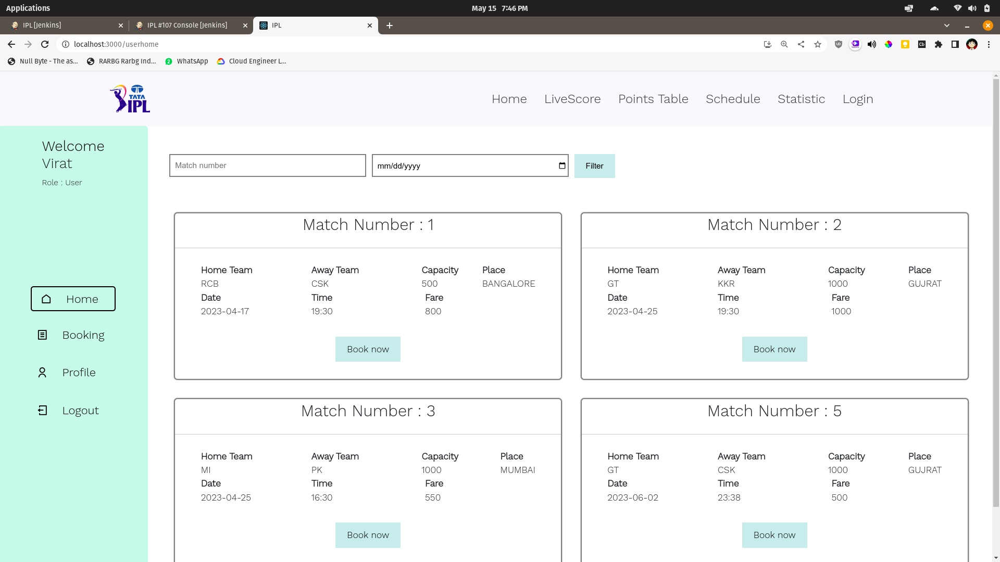 Applications
May 15 7:46 PM
IPL [Jenkins]
IPL #107 Console [Jenkins]
IPL
localhost:3000/userhome
Null Byte - The as...
RARBG Rarbg Ind...
2
WhatsApp
Cloud Engineer L...
TATA
IPL
Home
LiveScore
Points Table
Schedule
Statistic
Login
Welcome
Virat
Role : User
Home
Booking
Profile
Logout
Match number
mm/dd/yyyy
Filter
Match Number : 1
Home Team Away Team Capacity Place
RCB CSK 500 BANGALORE
Date Time Fare
2023-04-17 19:30 800
Book now
Match Number : 2
Home Team Away Team Capacity Place
GT KKR 1000 GUJRAT
Date Time Fare
2023-04-25 19:30 1000
Book now
Match Number : 3
Home Team Away Team Capacity Place
MI PK 1000 MUMBAI
Date Time Fare
2023-04-25 16:30 550
Book now
Match Number : 5
Home Team Away Team Capacity Place
GT CSK 1000 GUJRAT
Date Time Fare
2023-06-02 23:38 500
Book now